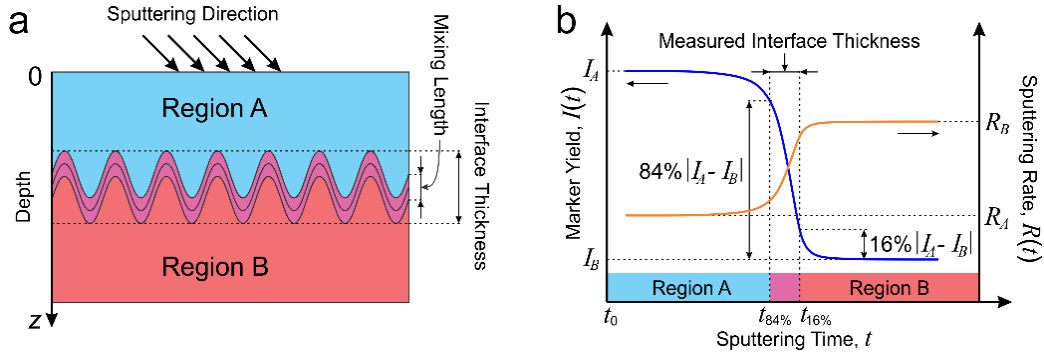 a
Sputtering Direction
0
Region A
Region B
Depth
z
Mixing Length
Interface Thickness
b
Measured Interface Thickness
I_A
I_B
Marker Yield, I(t)
84% |I_A - I_B|
16% |I_A - I_B|
R_B
R_A
Sputtering Rate, R(t)
Region A
Region B
t_0
t_84%
t_16%
Sputtering Time, t